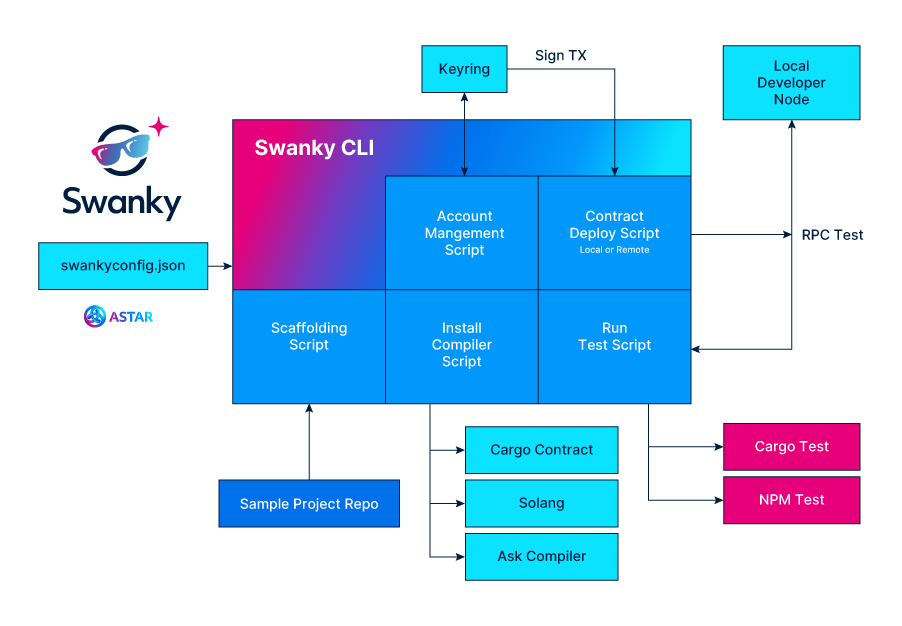 Keyring
Sign TX
Local
Developer
Node
Swanky CLI
Swanky
Account
Mangement
Script
Contract
Deploy Script
Local or Remote
RPC Test
swankyconfig.json
ASTAR
Scaffolding
Script
Install
Compiler
Script
Run
Test Script
Cargo Contract
Cargo Test
Sample Project Repo
Solang
NPM Test
Ask Compiler